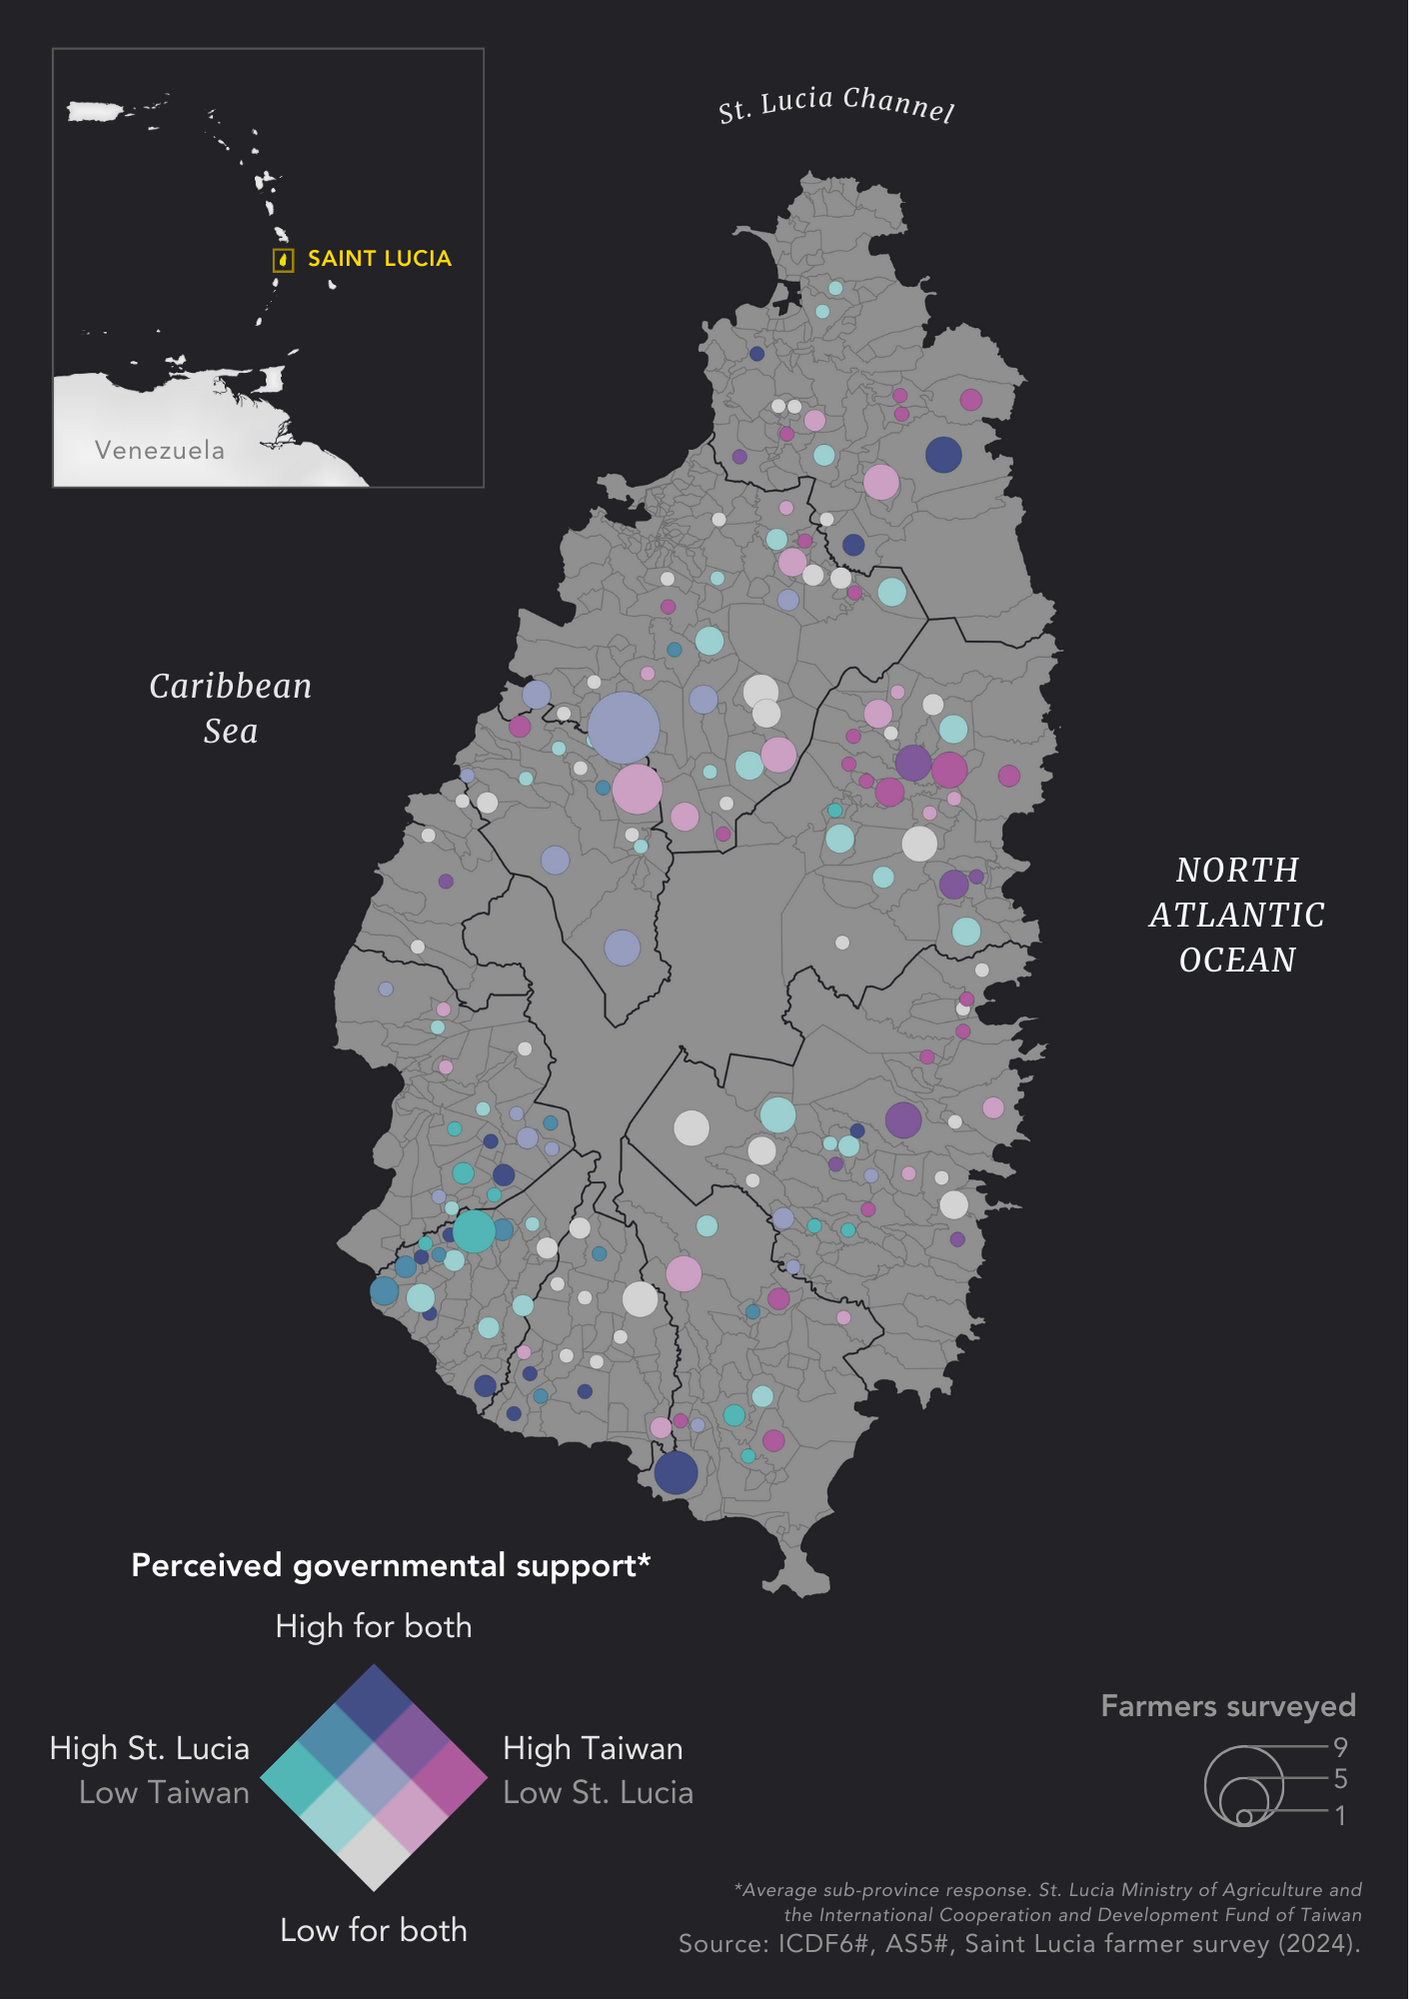 St. Lucia Channel
SAINT LUCIA
Venezuela
Caribbean
Sea
NORTH
ATLANTIC
OCEAN
Perceived governmental support*
High for both
High St. Lucia
Low Taiwan
High Taiwan
Low St. Lucia
Low for both
Farmers surveyed
9
5
1
*Average sub-province response. St. Lucia Ministry of Agriculture and
the International Cooperation and Development Fund of Taiwan
Source: ICDF6#, AS5#, Saint Lucia farmer survey (2024).